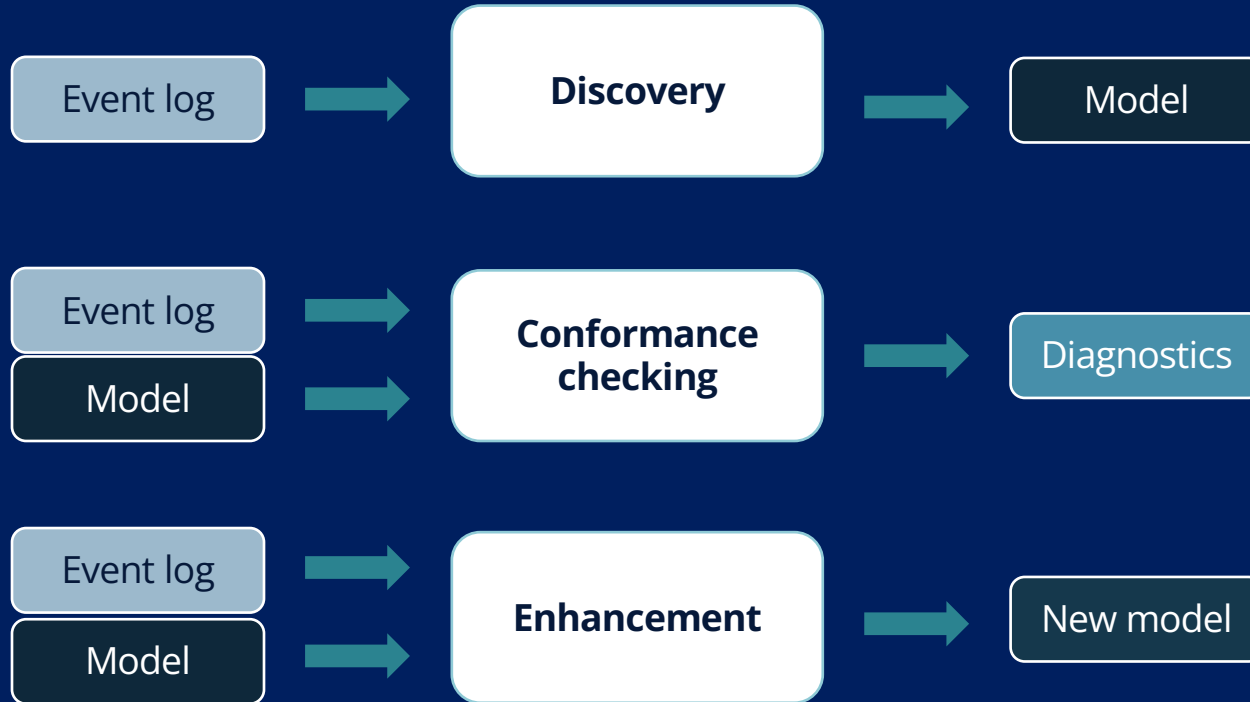 Event log
Discovery
Model
Event log
Model
Conformance
checking
Diagnostics
Event log
Model
Enhancement
New model